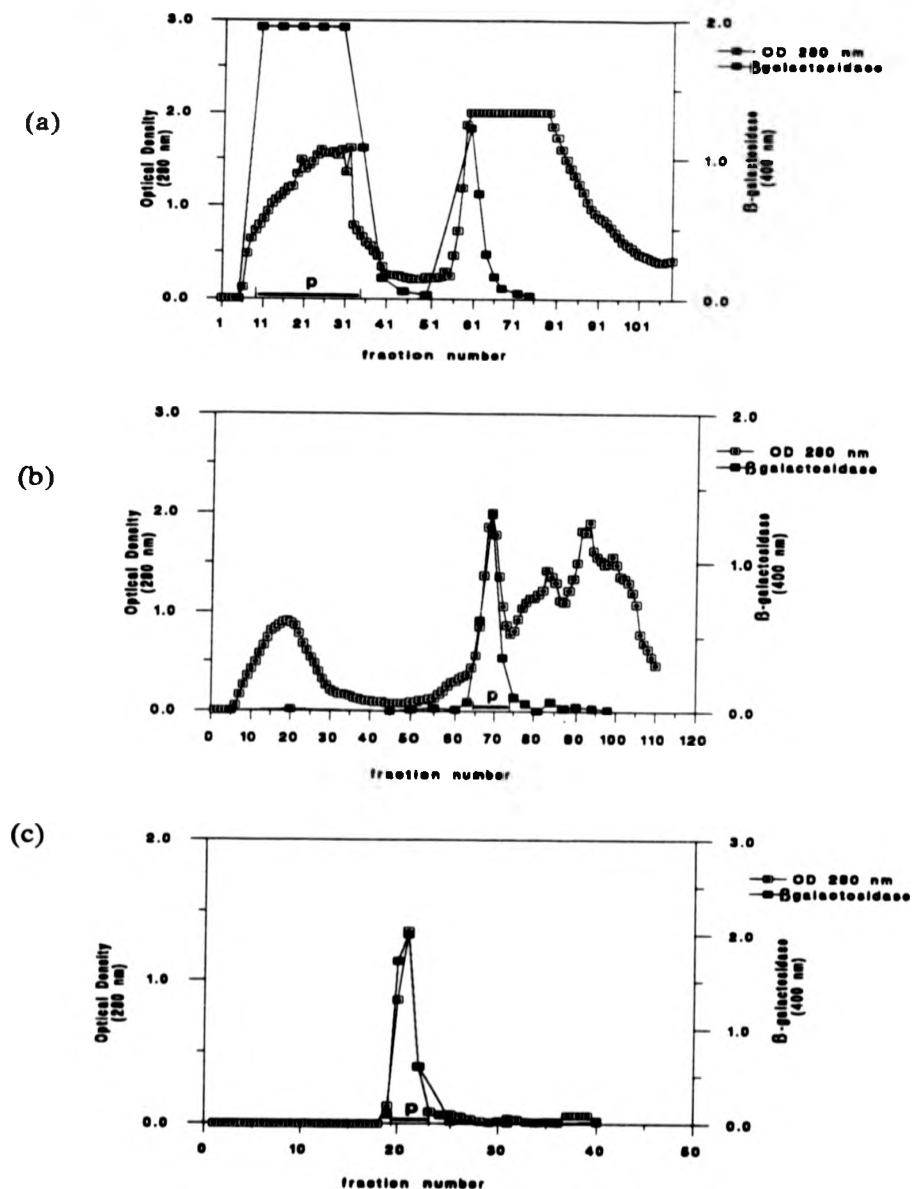 (a)
3.0
2.0
1.0
0.0
Optical Density
(280 nm)
2.0
1.0
0.0
β-galactosidase
(400 nm)
OD 280 nm
βgalactosidase
P
1 11 21 31 41 51 61 71 81 91 101
fraction number
(b)
3.0
2.0
1.0
0.0
Optical Density
(280 nm)
2.0
1.0
0.0
β-galactosidase
(400 nm)
OD 280 nm
βgalactosidase
P
0 10 20 30 40 50 60 70 80 90 100 110 120
fraction number
(c)
2.0
1.0
0.0
Optical Density
(280 nm)
3.0
2.0
1.0
0.0
β-galactosidase
(400 nm)
OD 280 nm
βgalactosidase
P
0 10 20 30 40 50
fraction number